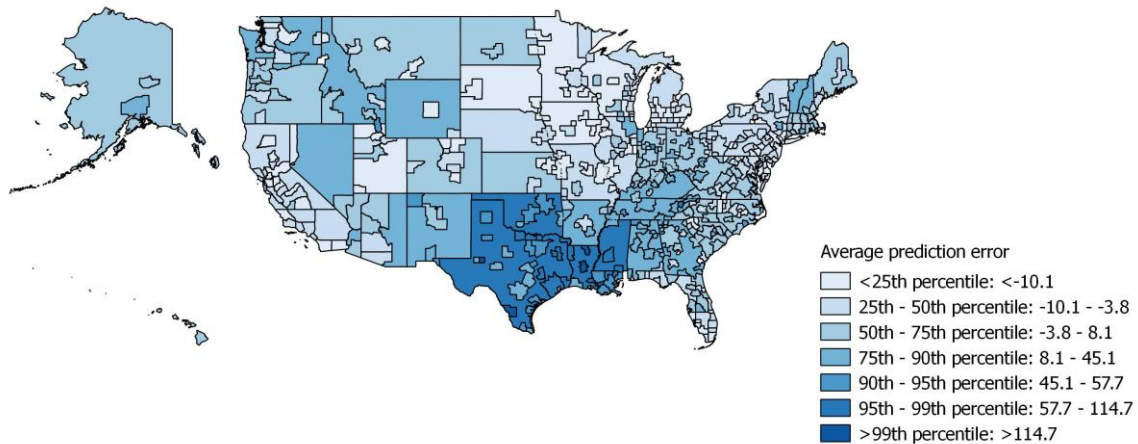 Average prediction error
<25th percentile: <-10.1
25th - 50th percentile: -10.1 - -3.8
50th - 75th percentile: -3.8 - 8.1
75th - 90th percentile: 8.1 - 45.1
90th - 95th percentile: 45.1 - 57.7
95th - 99th percentile: 57.7 - 114.7
>99th percentile: >114.7